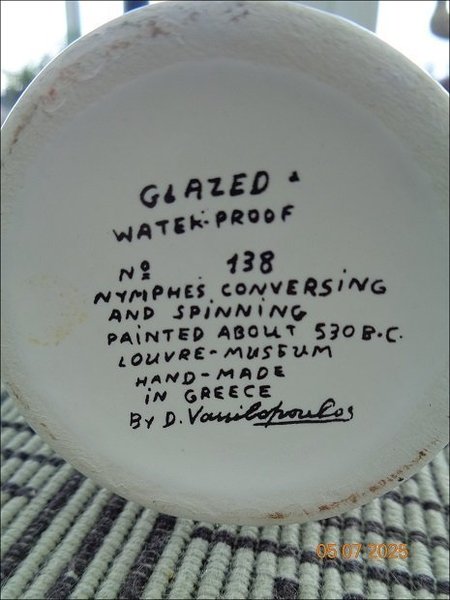 GLAZED &
WATER-PROOF
Nº 138
NYMPHES CONVERSING
AND SPINNING
PAINTED ABOUT 530 B.C.
LOUVRE-MUSEUM
HAND-MADE
iN GREECE
By D. Vassilopoulos
05.07.2025